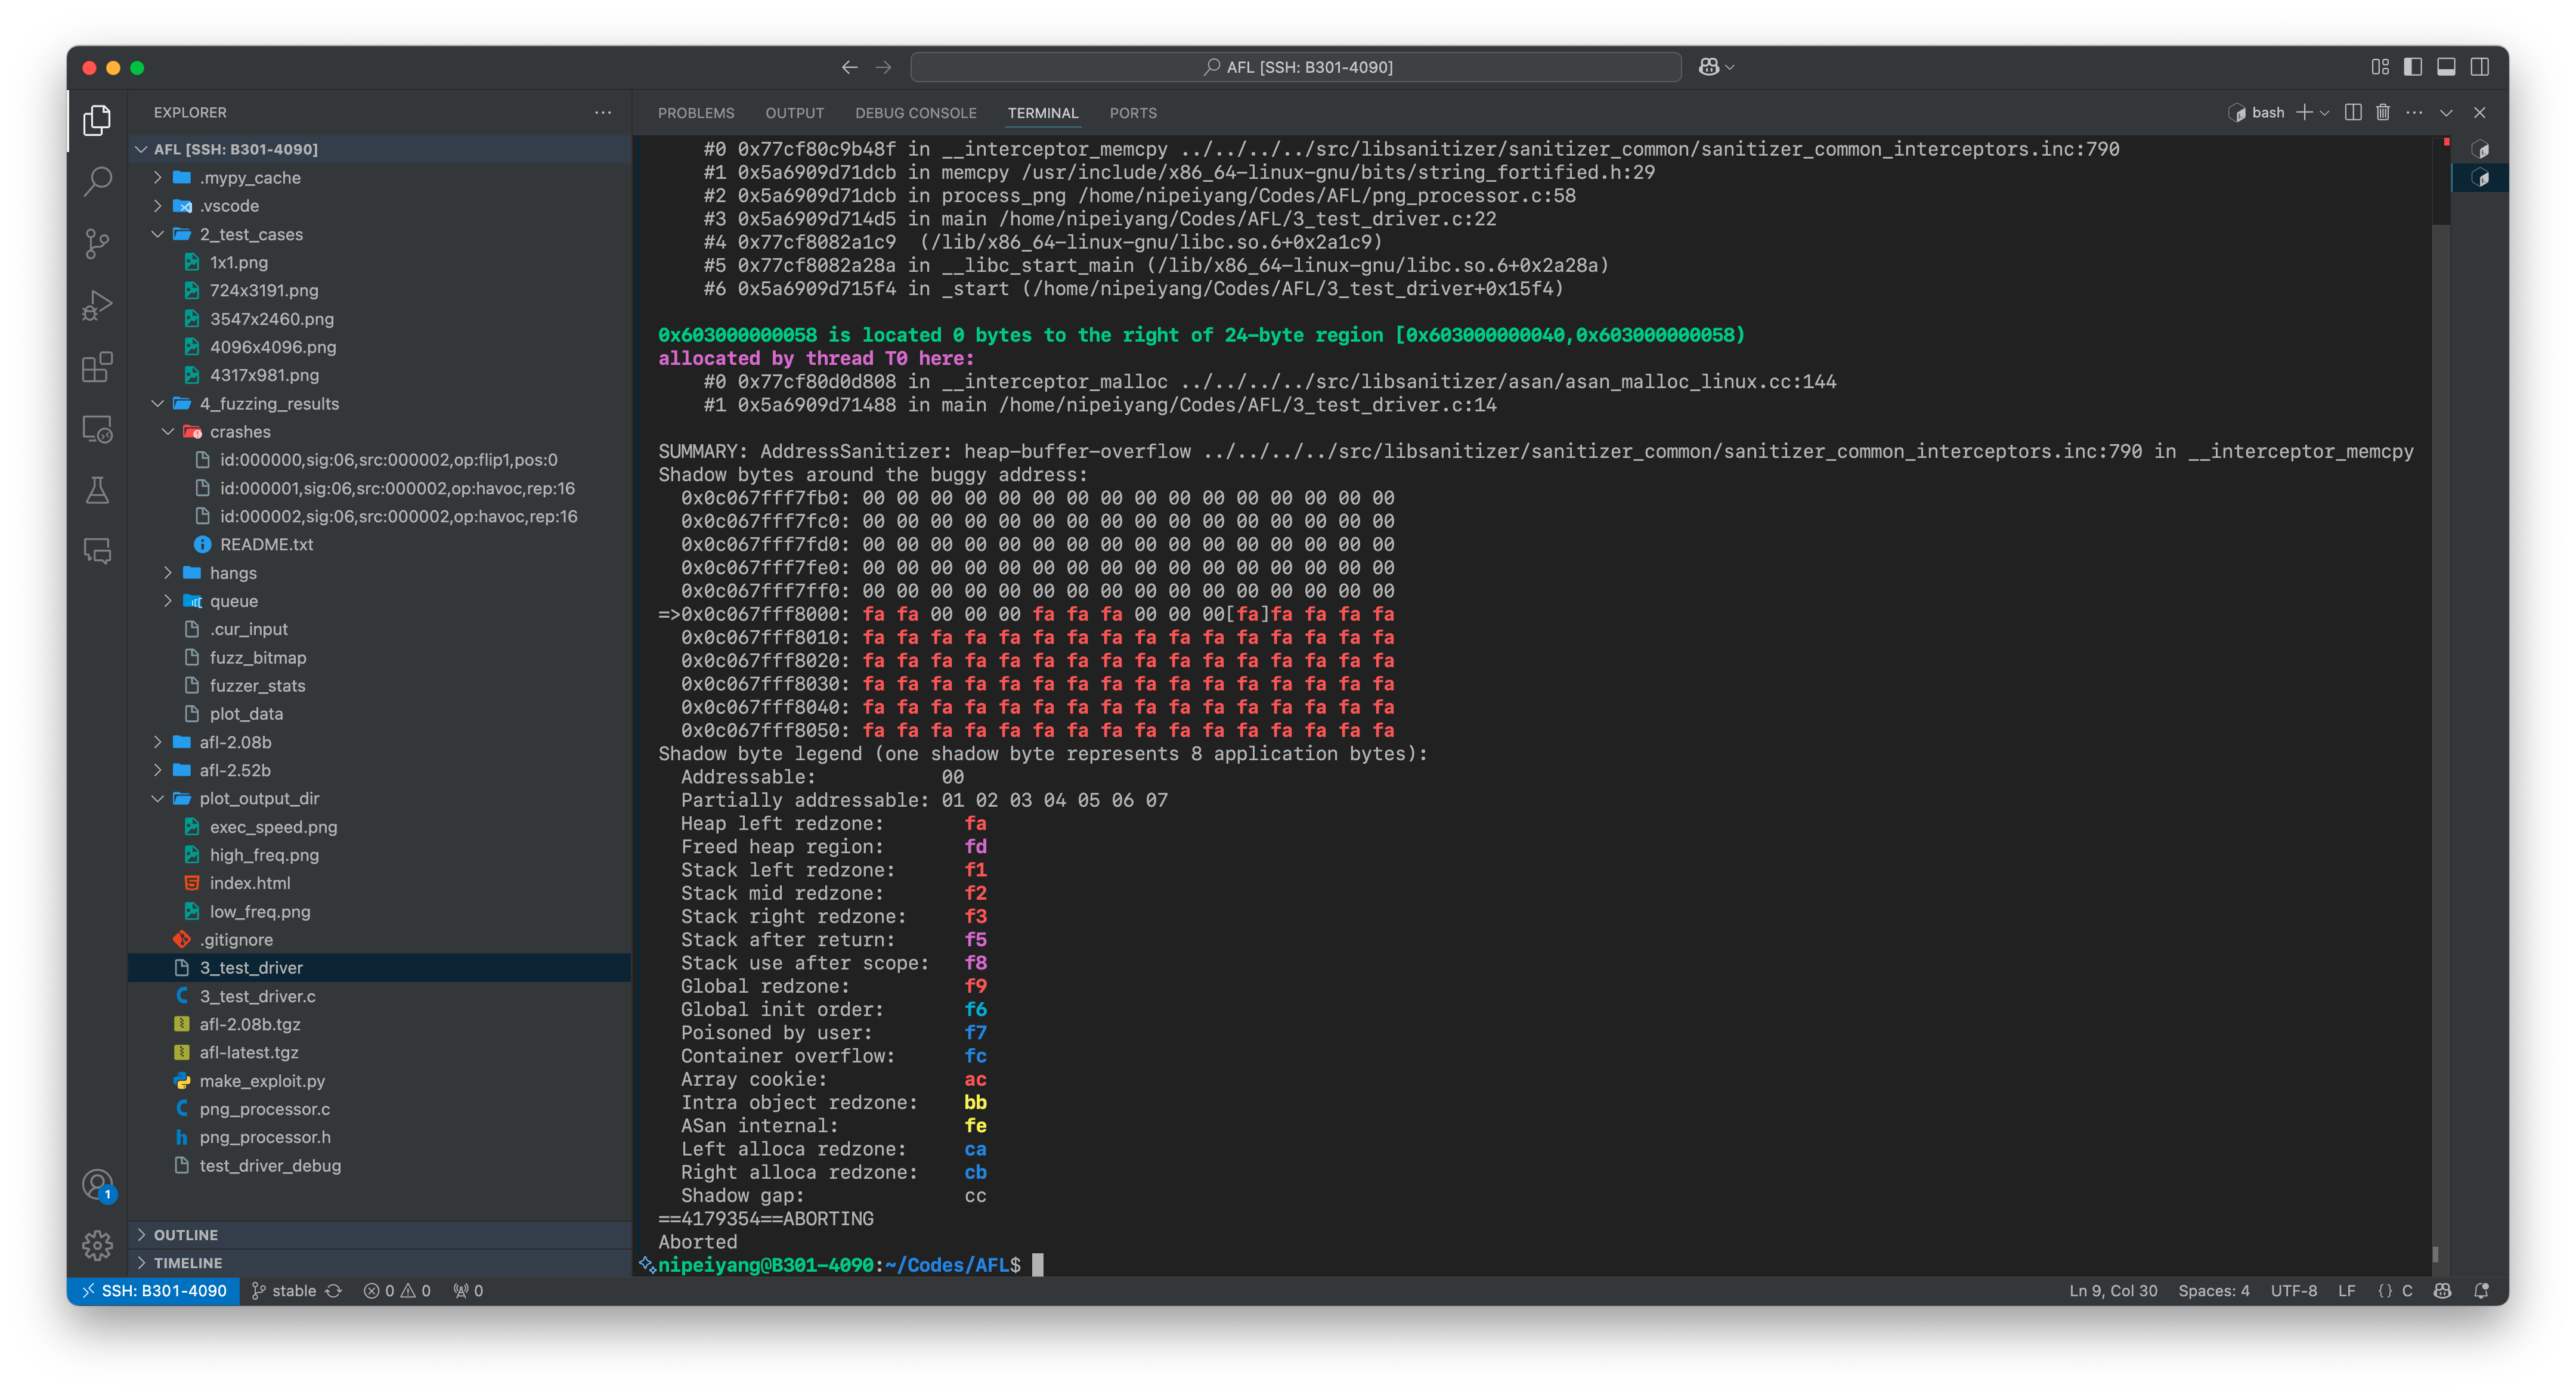 AFL [SSH: B301-4090]
EXPLORER
AFL [SSH: B301-4090]
.mypy_cache
.vscode
2_test_cases
1x1.png
724x3191.png
3547x2460.png
4096x4096.png
4317x981.png
4_fuzzing_results
crashes
id:000000,sig:06,src:000002,op:flip1,pos:0
id:000001,sig:06,src:000002,op:havoc,rep:16
id:000002,sig:06,src:000002,op:havoc,rep:16
README.txt
hangs
queue
.cur_input
fuzz_bitmap
fuzzer_stats
plot_data
afl-2.08b
afl-2.52b
plot_output_dir
exec_speed.png
high_freq.png
index.html
low_freq.png
.gitignore
3_test_driver
3_test_driver.c
afl-2.08b.tgz
afl-latest.tgz
make_exploit.py
png_processor.c
png_processor.h
test_driver_debug
OUTLINE
TIMELINE
1
PROBLEMS OUTPUT DEBUG CONSOLE TERMINAL PORTS
bash
#0 0x77cf80c9b48f in __interceptor_memcpy ../../../../src/libsanitizer/sanitizer_common/sanitizer_common_interceptors.inc:790
#1 0x5a6909d71dcb in memcpy /usr/include/x86_64-linux-gnu/bits/string_fortified.h:29
#2 0x5a6909d71dcb in process_png /home/nipeiyang/Codes/AFL/png_processor.c:58
#3 0x5a6909d714d5 in main /home/nipeiyang/Codes/AFL/3_test_driver.c:22
#4 0x77cf8082a1c9  (/lib/x86_64-linux-gnu/libc.so.6+0x2a1c9)
#5 0x77cf8082a28a in __libc_start_main (/lib/x86_64-linux-gnu/libc.so.6+0x2a28a)
#6 0x5a6909d715f4 in _start (/home/nipeiyang/Codes/AFL/3_test_driver+0x15f4)
0x603000000058 is located 0 bytes to the right of 24-byte region [0x603000000040,0x603000000058)
allocated by thread T0 here:
#0 0x77cf80d0d808 in __interceptor_malloc ../../../../src/libsanitizer/asan/asan_malloc_linux.cc:144
#1 0x5a6909d71488 in main /home/nipeiyang/Codes/AFL/3_test_driver.c:14
SUMMARY: AddressSanitizer: heap-buffer-overflow ../../../../src/libsanitizer/sanitizer_common/sanitizer_common_interceptors.inc:790 in __interceptor_memcpy
Shadow bytes around the buggy address:
0x0c067fff7fb0: 00 00 00 00 00 00 00 00 00 00 00 00 00 00 00 00
0x0c067fff7fc0: 00 00 00 00 00 00 00 00 00 00 00 00 00 00 00 00
0x0c067fff7fd0: 00 00 00 00 00 00 00 00 00 00 00 00 00 00 00 00
0x0c067fff7fe0: 00 00 00 00 00 00 00 00 00 00 00 00 00 00 00 00
0x0c067fff7ff0: 00 00 00 00 00 00 00 00 00 00 00 00 00 00 00 00
=>0x0c067fff8000: fa fa 00 00 00 fa fa fa 00 00 00[fa]fa fa fa fa
0x0c067fff8010: fa fa fa fa fa fa fa fa fa fa fa fa fa fa fa fa
0x0c067fff8020: fa fa fa fa fa fa fa fa fa fa fa fa fa fa fa fa
0x0c067fff8030: fa fa fa fa fa fa fa fa fa fa fa fa fa fa fa fa
0x0c067fff8040: fa fa fa fa fa fa fa fa fa fa fa fa fa fa fa fa
0x0c067fff8050: fa fa fa fa fa fa fa fa fa fa fa fa fa fa fa fa
Shadow byte legend (one shadow byte represents 8 application bytes):
Addressable: 00
Partially addressable: 01 02 03 04 05 06 07
Heap left redzone: fa
Freed heap region: fd
Stack left redzone: f1
Stack mid redzone: f2
Stack right redzone: f3
Stack after return: f5
Stack use after scope: f8
Global redzone: f9
Global init order: f6
Poisoned by user: f7
Container overflow: fc
Array cookie: ac
Intra object redzone: bb
ASan internal: fe
Left alloca redzone: ca
Right alloca redzone: cb
Shadow gap: cc
==4179354==ABORTING
Aborted
nipeiyang@B301-4090:~/Codes/AFL$
SSH: B301-4090 stable 0 0 0 Ln 9, Col 30 Spaces: 4 UTF-8 LF {} C